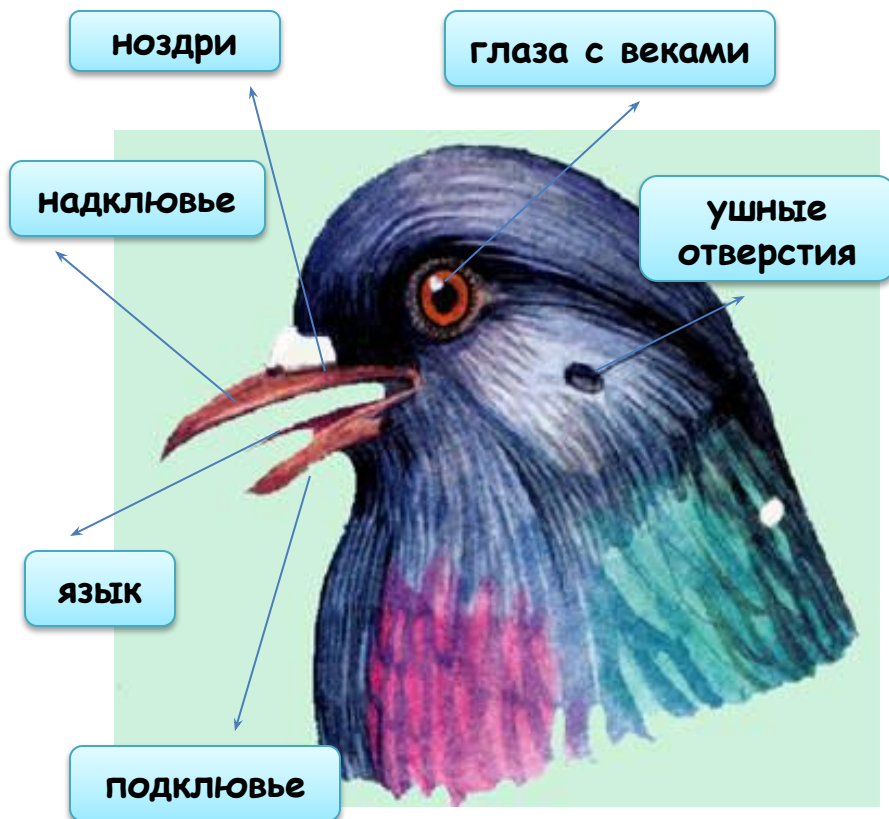 ноздри
глаза с веками
надклювье
ушные
отверстия
язык
подклювье